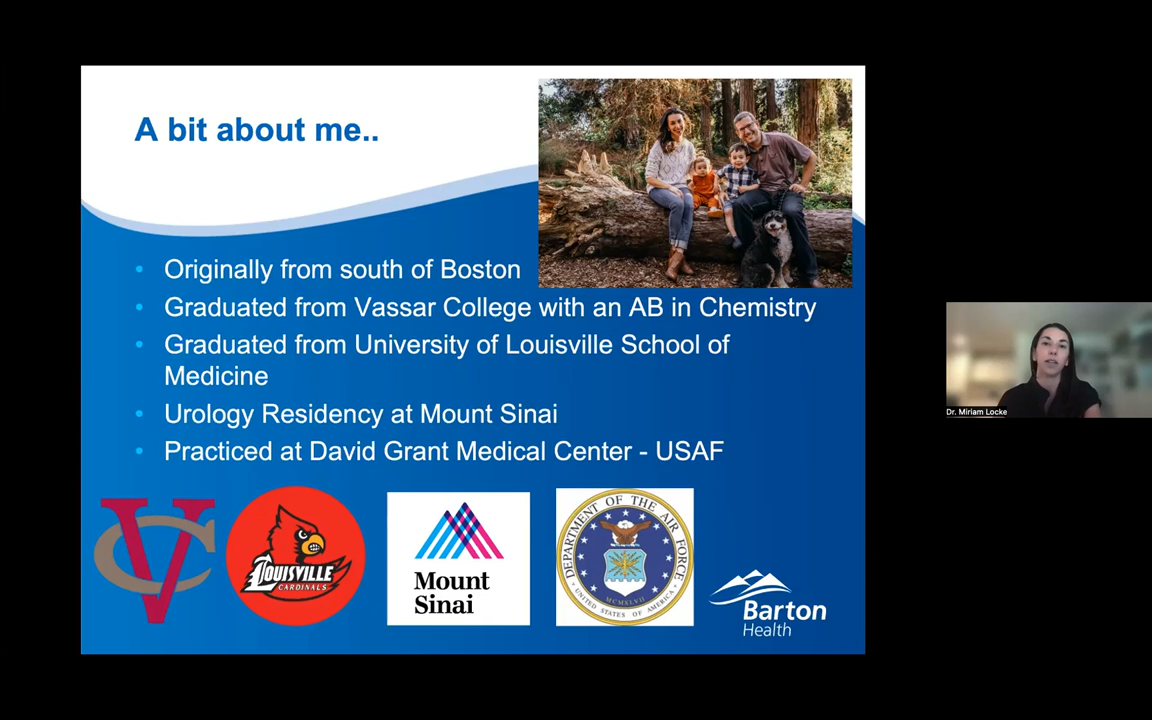 A bit about me..
• Originally from south of Boston
• Graduated from Vassar College with an AB in Chemistry
• Graduated from University of Louisville School of
Medicine
• Urology Residency at Mount Sinai
• Practiced at David Grant Medical Center - USAF
VC
LOUISVILLE
CARDINALS
Mount
Sinai
DEPARTMENT OF THE AIR FORCE
MCMXLVII
UNITED STATES OF AMERICA
Barton
Health
Dr. Miriam Locke